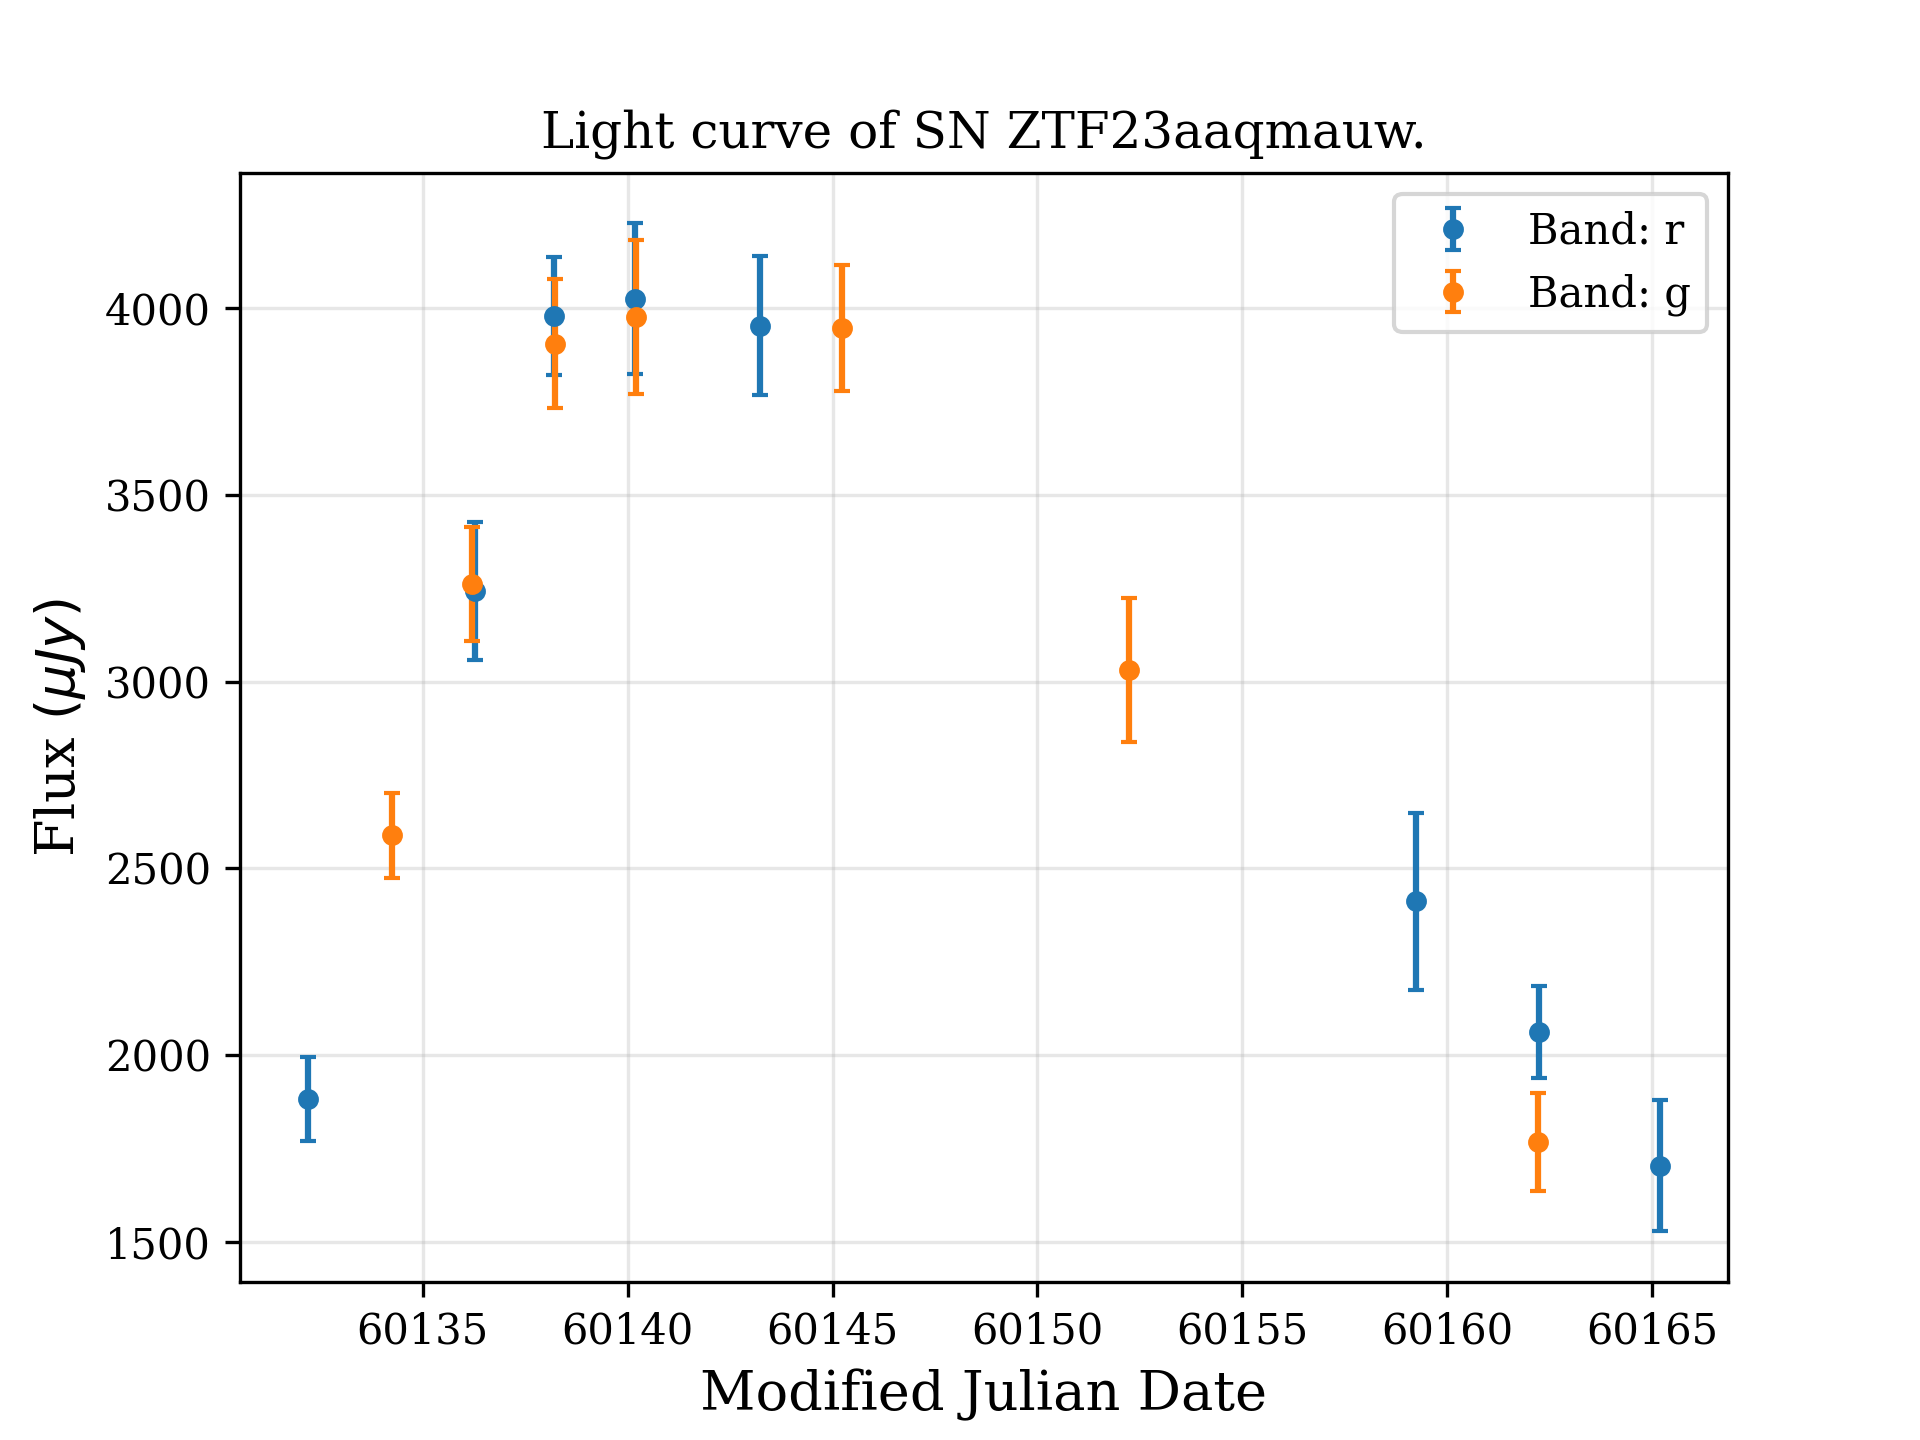 Light curve of SN ZTF23aaqmauw.
Band: r
Band: g
4000
3500
3000
2500
2000
1500
Flux (μJy)
60135 60140 60145 60150 60155 60160 60165
Modified Julian Date